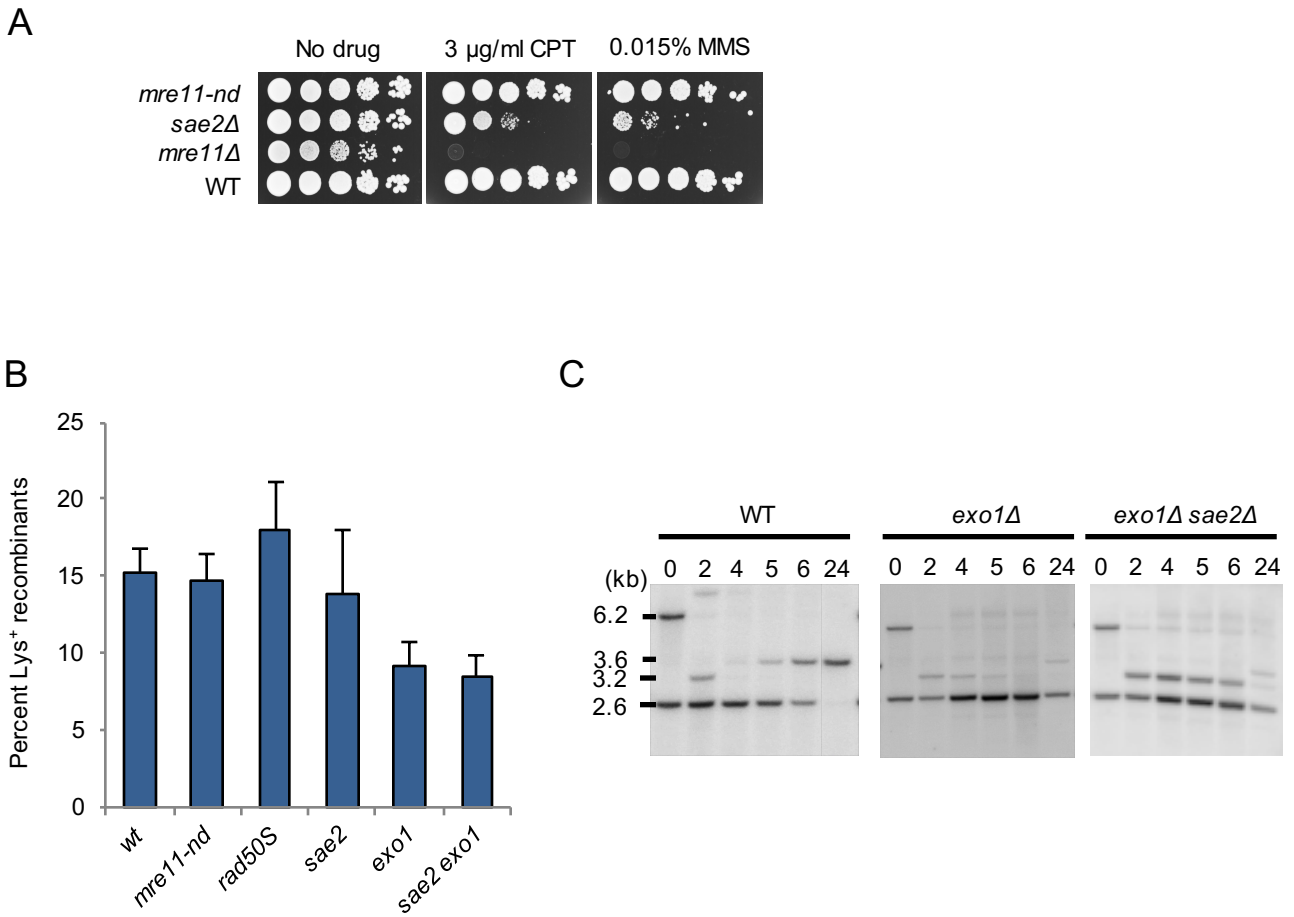 A
No drug 3 µg/ml CPT 0.015% MMS
mre11-nd
sae2Δ
mre11Δ
WT
B
Percent Lys⁺ recombinants
25
20
15
10
5
0
wt mre11-nd rad50S sae2 exo1 sae2 exo1
C
WT exo1Δ exo1Δ sae2Δ
0 2 4 5 6 24 0 2 4 5 6 24 0 2 4 5 6 24
(kb)
6.2
3.6
3.2
2.6